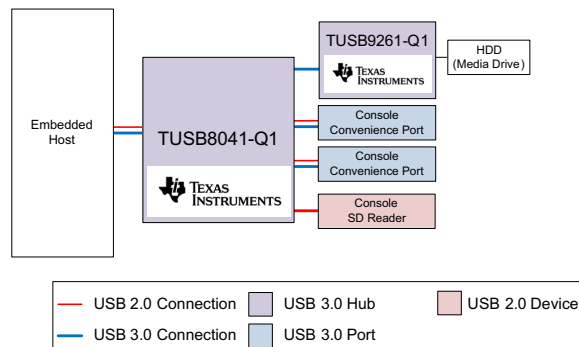 TUSB9261-Q1
TEXAS
INSTRUMENTS
HDD
(Media Drive)
Embedded
Host
TUSB8041-Q1
TEXAS
INSTRUMENTS
Console
Convenience Port
Console
Convenience Port
Console
SD Reader
USB 2.0 Connection
USB 3.0 Hub
USB 2.0 Device
USB 3.0 Connection
USB 3.0 Port